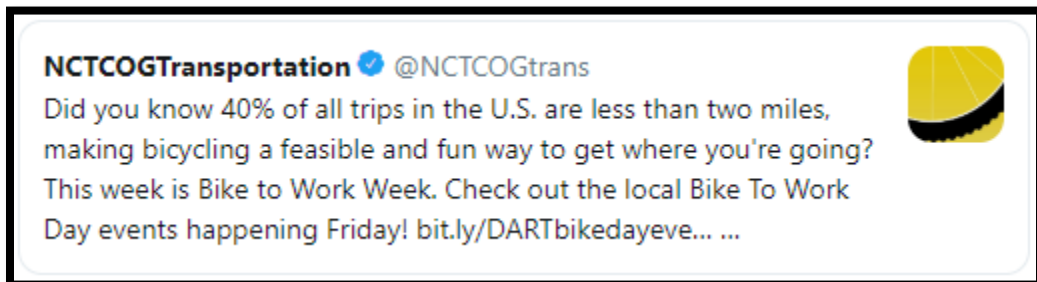 NCTCOGTransportation @NCTCOGtrans
Did you know 40% of all trips in the U.S. are less than two miles,
making bicycling a feasible and fun way to get where you're going?
This week is Bike to Work Week. Check out the local Bike To Work
Day events happening Friday! bit.ly/DARTbikedayeve... ...